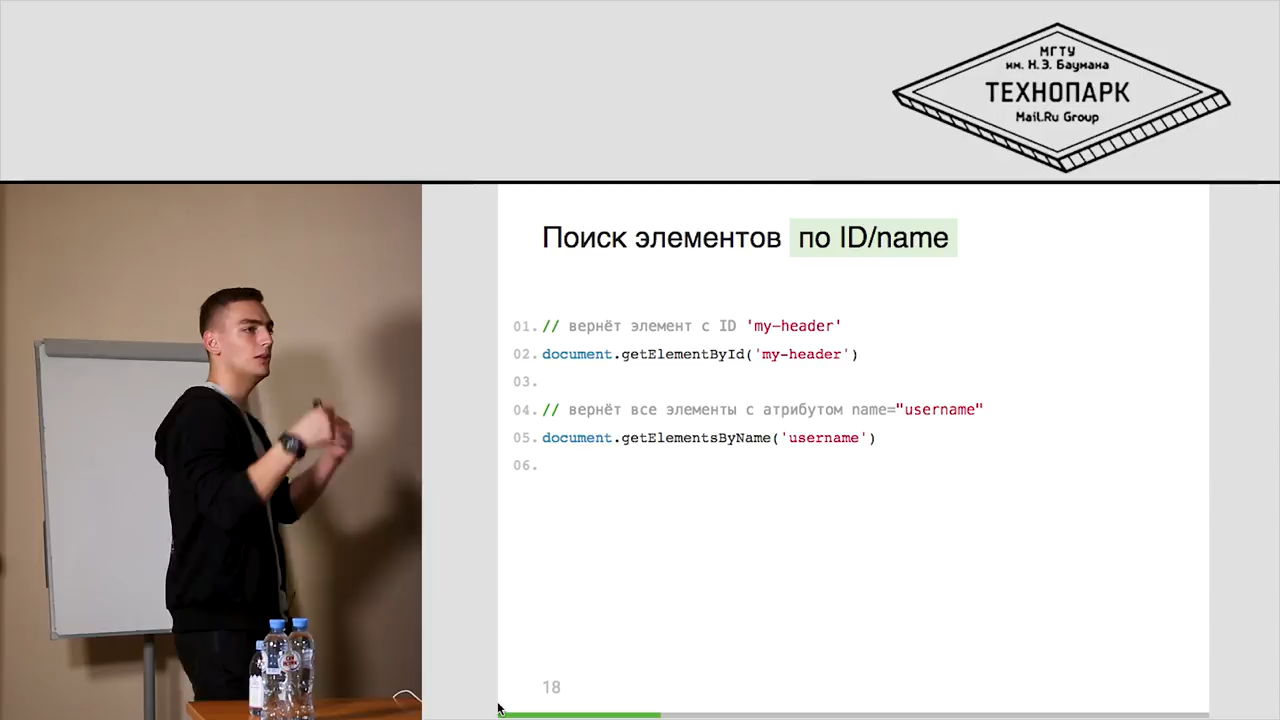 МГТУ
им. Н.Э. Баумана
ТЕХНОПАРК
Mail.Ru Group
Поиск элементов по ID/name
01. // вернёт элемент с ID 'my-header'
02. document.getElementById('my-header')
03.
04. // вернёт все элементы с атрибутом name="username"
05. document.getElementsByName('username')
06.
18